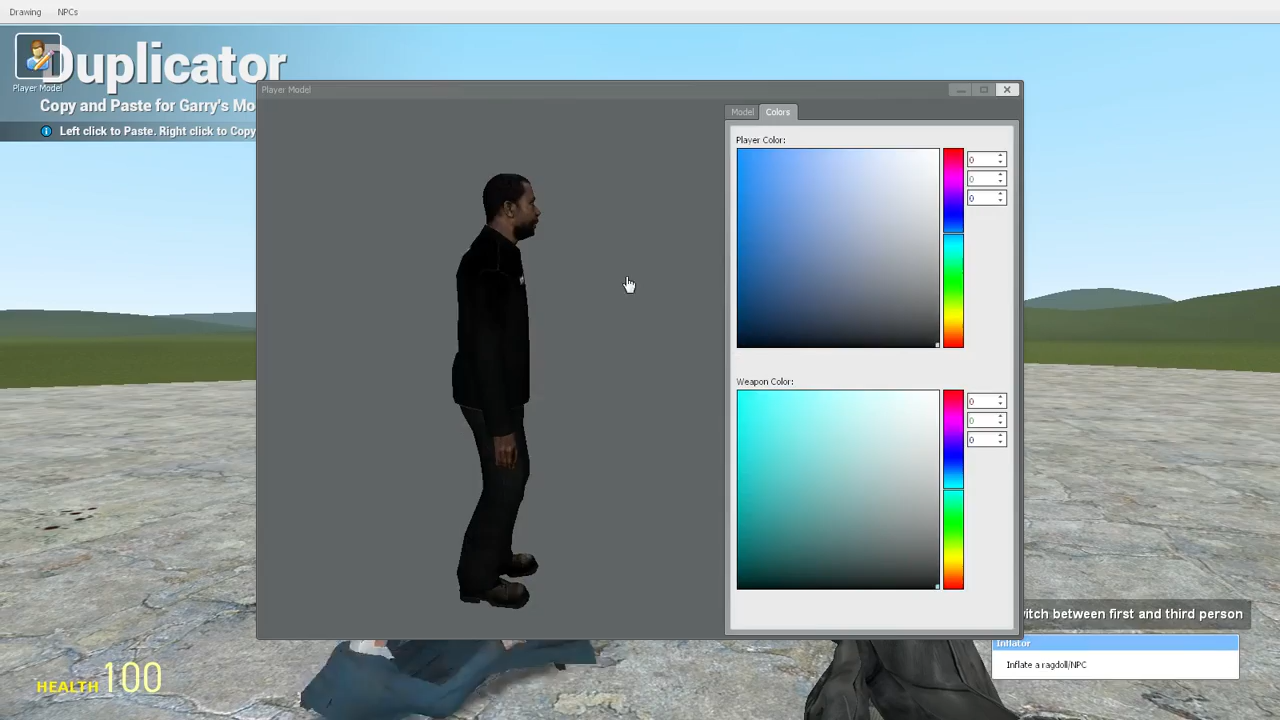 Drawing NPCs
Duplicator
Player Model
Copy and Paste for Garry's Mo
Left click to Paste. Right click to Copy
Player Model
Model Colors
Player Color:
0
0
0
Weapon Color:
0
0
0
itch between first and third person
Inflator
Inflate a ragdoll/NPC
HEALTH 100